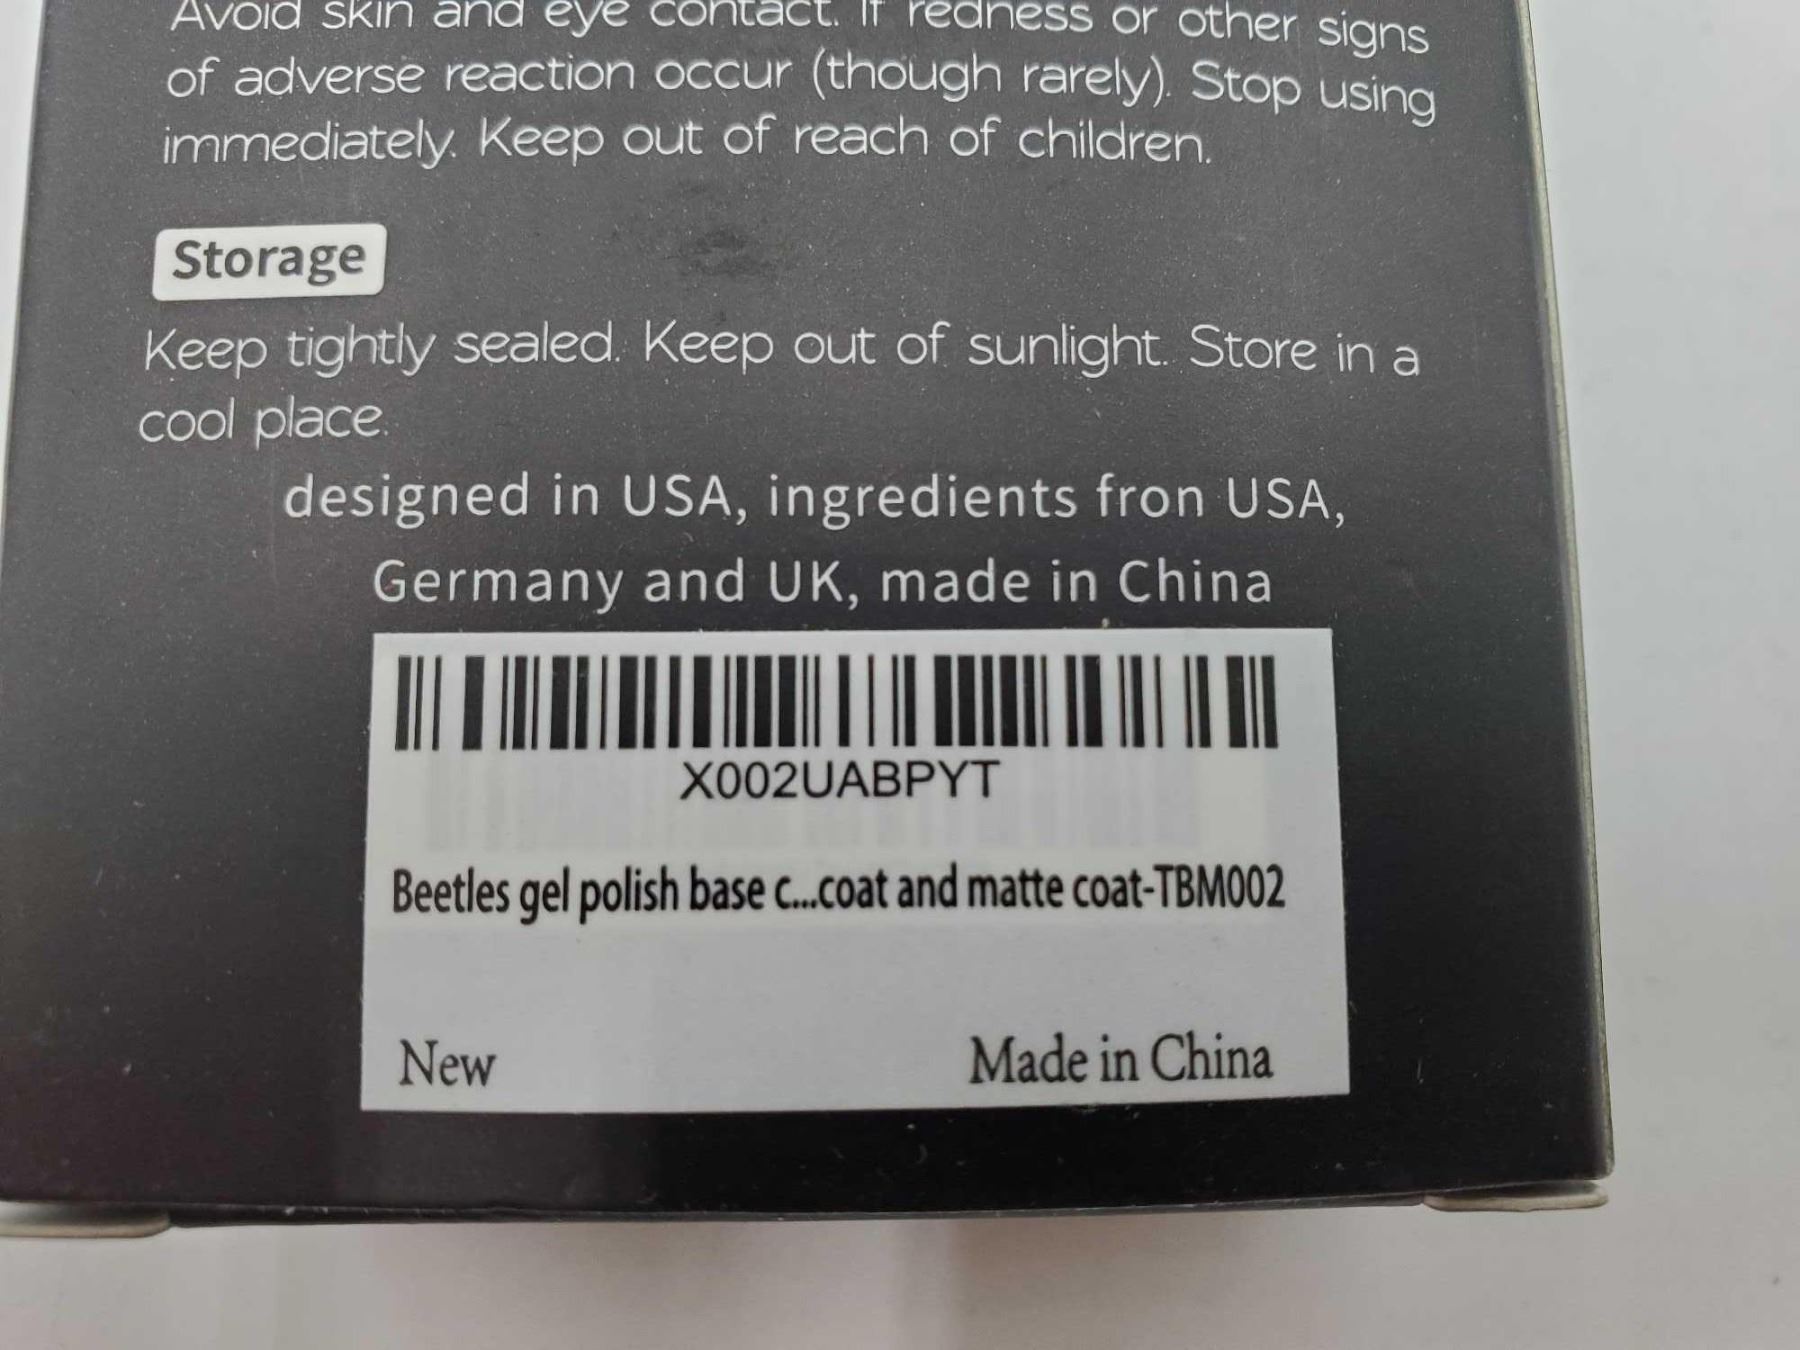 Avoid skin and eye contact. If redness or other signs
of adverse reaction occur (though rarely). Stop using
immediately. Keep out of reach of children.
Storage
Keep tightly sealed. Keep out of sunlight. Store in a
cool place.
designed in USA, ingredients fron USA,
Germany and UK, made in China
X002UABPYT
Beetles gel polish base c...coat and matte coat-TBM002
New
Made in China